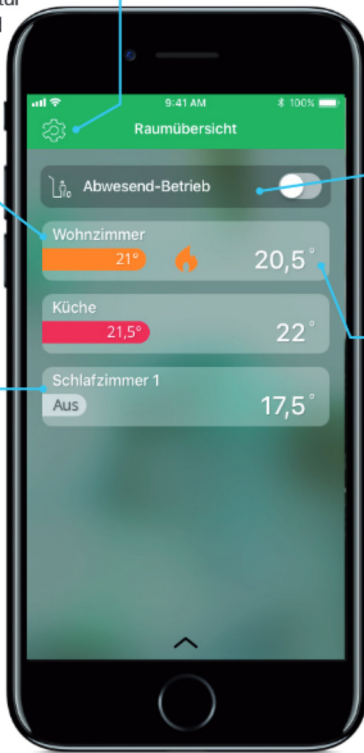 9:41 AM
100%
Raumübersicht
Abwesend-Betrieb
Wohnzimmer
21°
20,5°
Küche
21,5°
22°
Schlafzimmer 1
Aus
17,5°